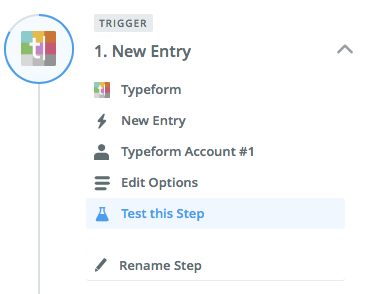 TRIGGER
1. New Entry
Typeform
New Entry
Typeform Account #1
Edit Options
Test this Step
Rename Step